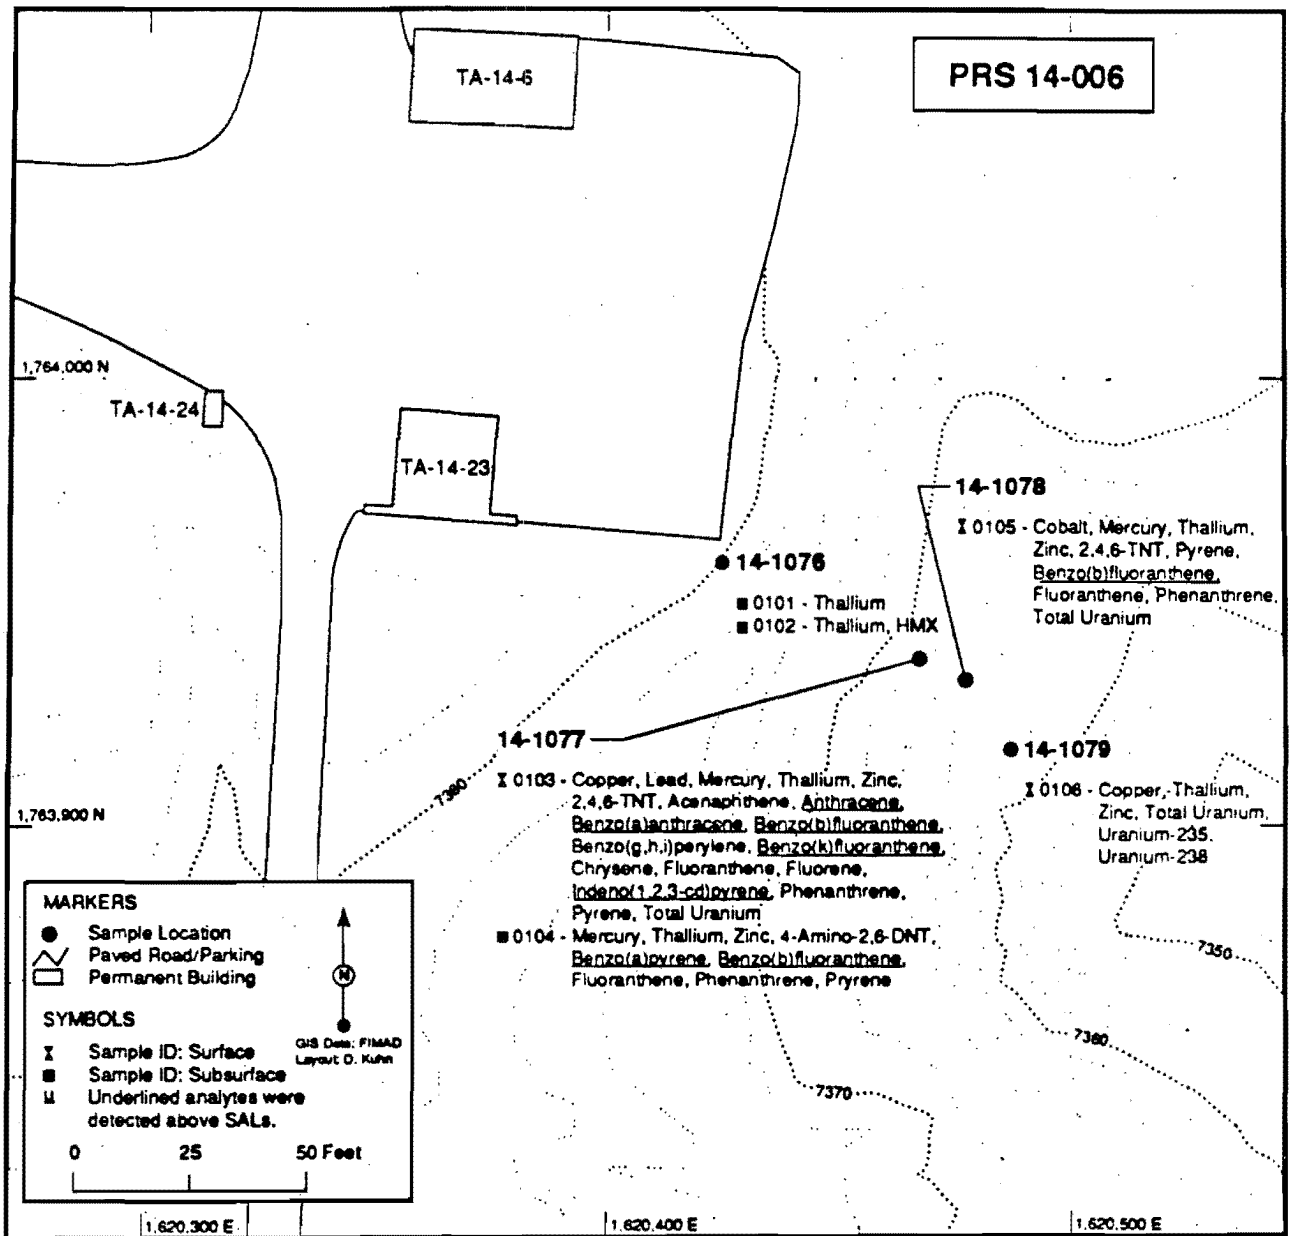 TA-14-6
PRS 14-006
1,764,000 N
TA-14-24
TA-14-23
14-1078
0105 - Cobalt, Mercury, Thallium,
Zinc, 2,4,6-TNT, Pyrene,
Benzo(b)fluoranthene,
Fluoranthene, Phenanthrene,
Total Uranium
14-1076
0101 - Thallium
0102 - Thallium, HMX
14-1077
0103 - Copper, Lead, Mercury, Thallium, Zinc,
2,4,6-TNT, Acenaphthene, Anthracene,
Benzo(a)anthracene, Benzo(b)fluoranthene,
Benzo(g,h,i)perylene, Benzo(k)fluoranthene,
Chrysene, Fluoranthene, Fluorene,
Indeno(1,2,3-cd)pyrene, Phenanthrene,
Pyrene, Total Uranium
0104 - Mercury, Thallium, Zinc, 4-Amino-2,6-DNT,
Benzo(a)pyrene, Benzo(b)fluoranthene,
Fluoranthene, Phenanthrene, Pryrene
14-1079
0106 - Copper, Thallium,
Zinc, Total Uranium,
Uranium-235,
Uranium-238
7380
1,763,900 N
7350
7360
7370
MARKERS
Sample Location
Paved Road/Parking
Permanent Building
N
GIS Data: FIMAD
Layout: D. Kuhn
SYMBOLS
Sample ID: Surface
Sample ID: Subsurface
Underlined analytes were
detected above SALs.
0 25 50 Feet
1,620,300 E
1,620,400 E
1,620,500 E